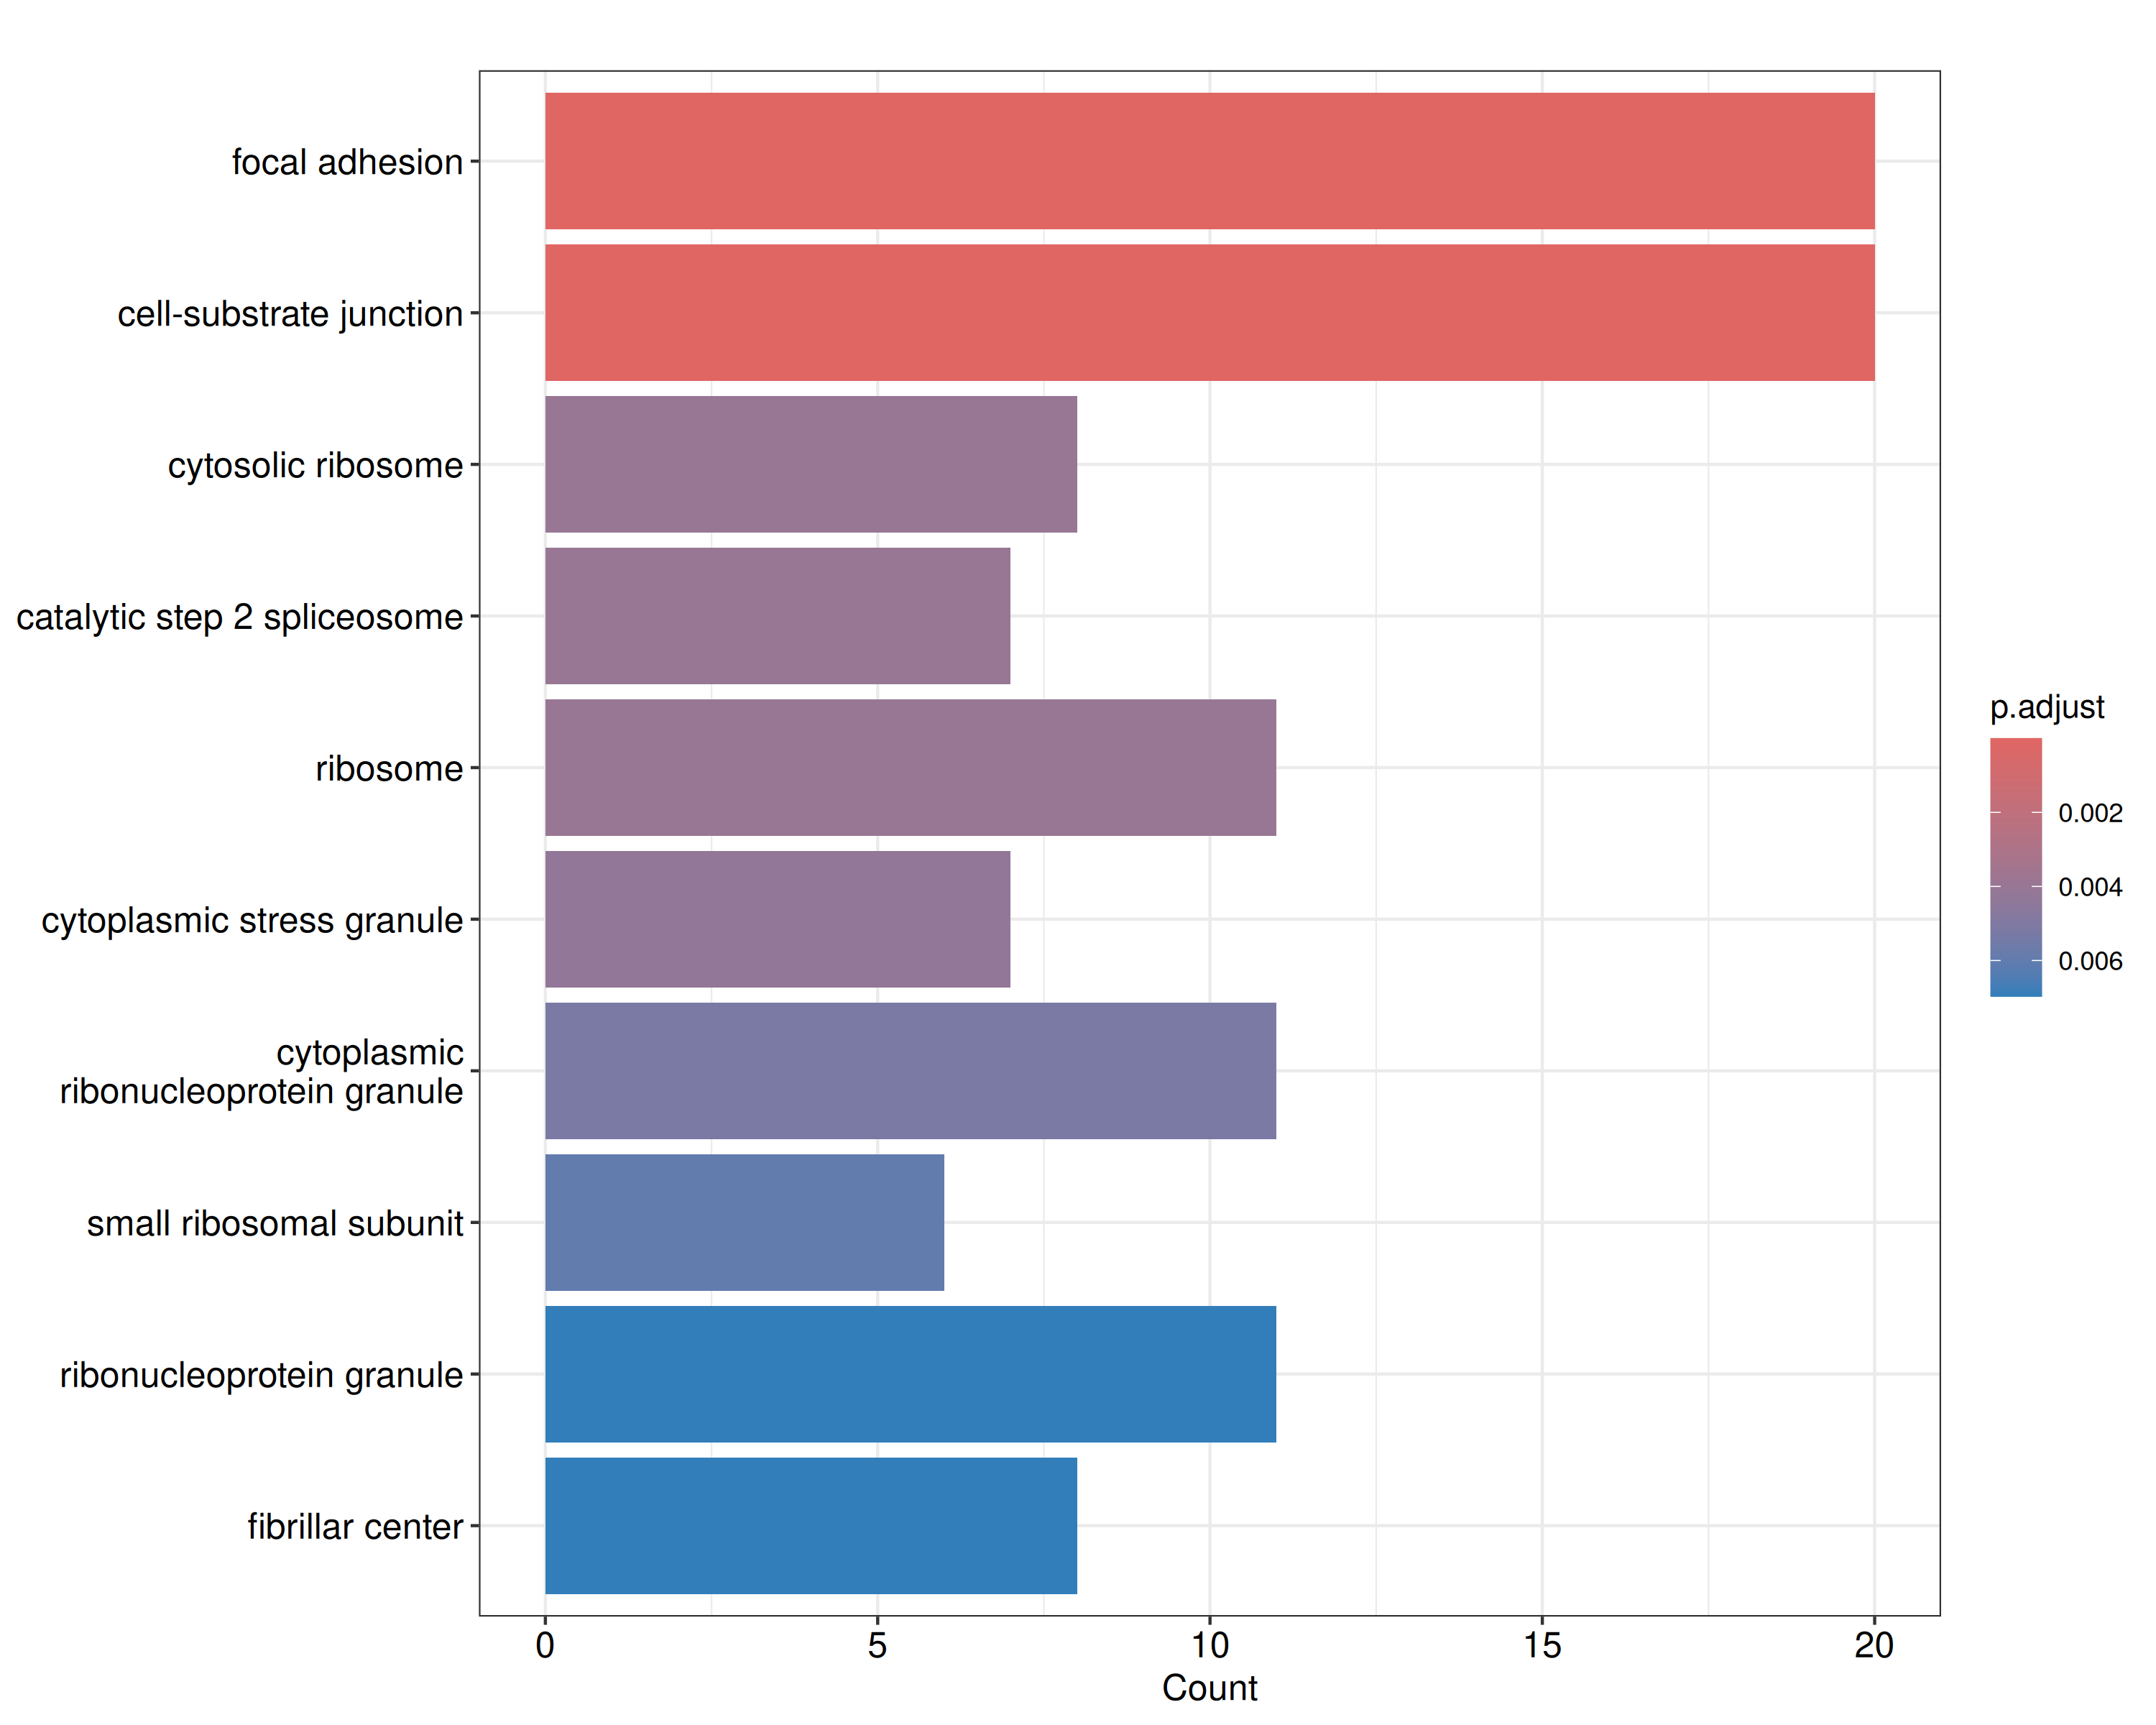 focal adhesion
cell-substrate junction
cytosolic ribosome
catalytic step 2 spliceosome
ribosome
cytoplasmic stress granule
cytoplasmic
ribonucleoprotein granule
small ribosomal subunit
ribonucleoprotein granule
fibrillar center
0 5 10 15 20
Count
p.adjust
0.002
0.004
0.006